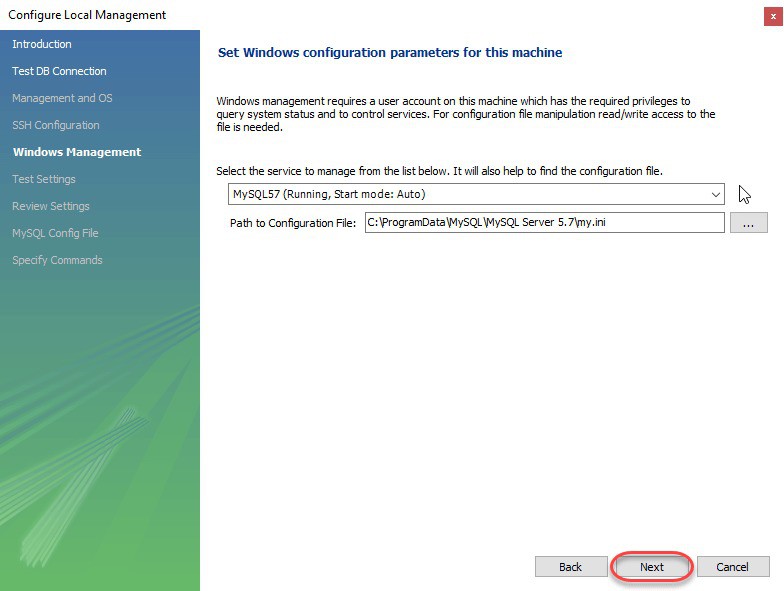 Configure Local Management
x
Introduction
Test DB Connection
Management and OS
SSH Configuration
Windows Management
Test Settings
Review Settings
MySQL Config File
Specify Commands
Set Windows configuration parameters for this machine
Windows management requires a user account on this machine which has the required privileges to
query system status and to control services. For configuration file manipulation read/write access to the
file is needed.
Select the service to manage from the list below. It will also help to find the configuration file.
MySQL57 (Running, Start mode: Auto)
Path to Configuration File: C:\ProgramData\MySQL\MySQL Server 5.7\my.ini ...
Back Next Cancel